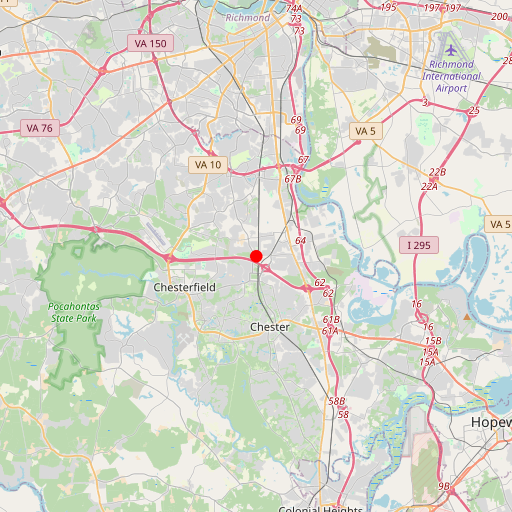 74A
73
73
195
197
197
200
Richmond
VA 150
Richmond
International
Airport
28
3
25
VA 76
69
69
VA 5
VA 10
67
67B
22B
22A
VA 5
64
I 295
Chesterfield
62
62
Pocahontas
State Park
16
16
61B
61A
Chester
15B
15A
15A
58B
58
Hopew
9B
Colonial Heights